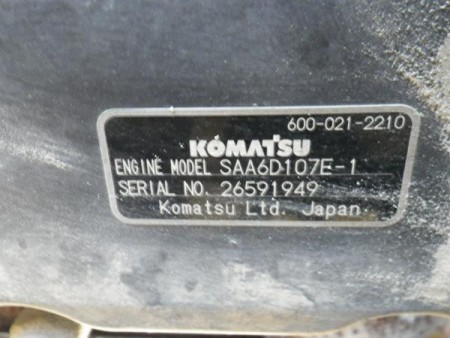 600-021-2210
KOMATSU
ENGINE MODEL SAA6D107E-1
SERIAL NO. 26591949
Komatsu Ltd. Japan